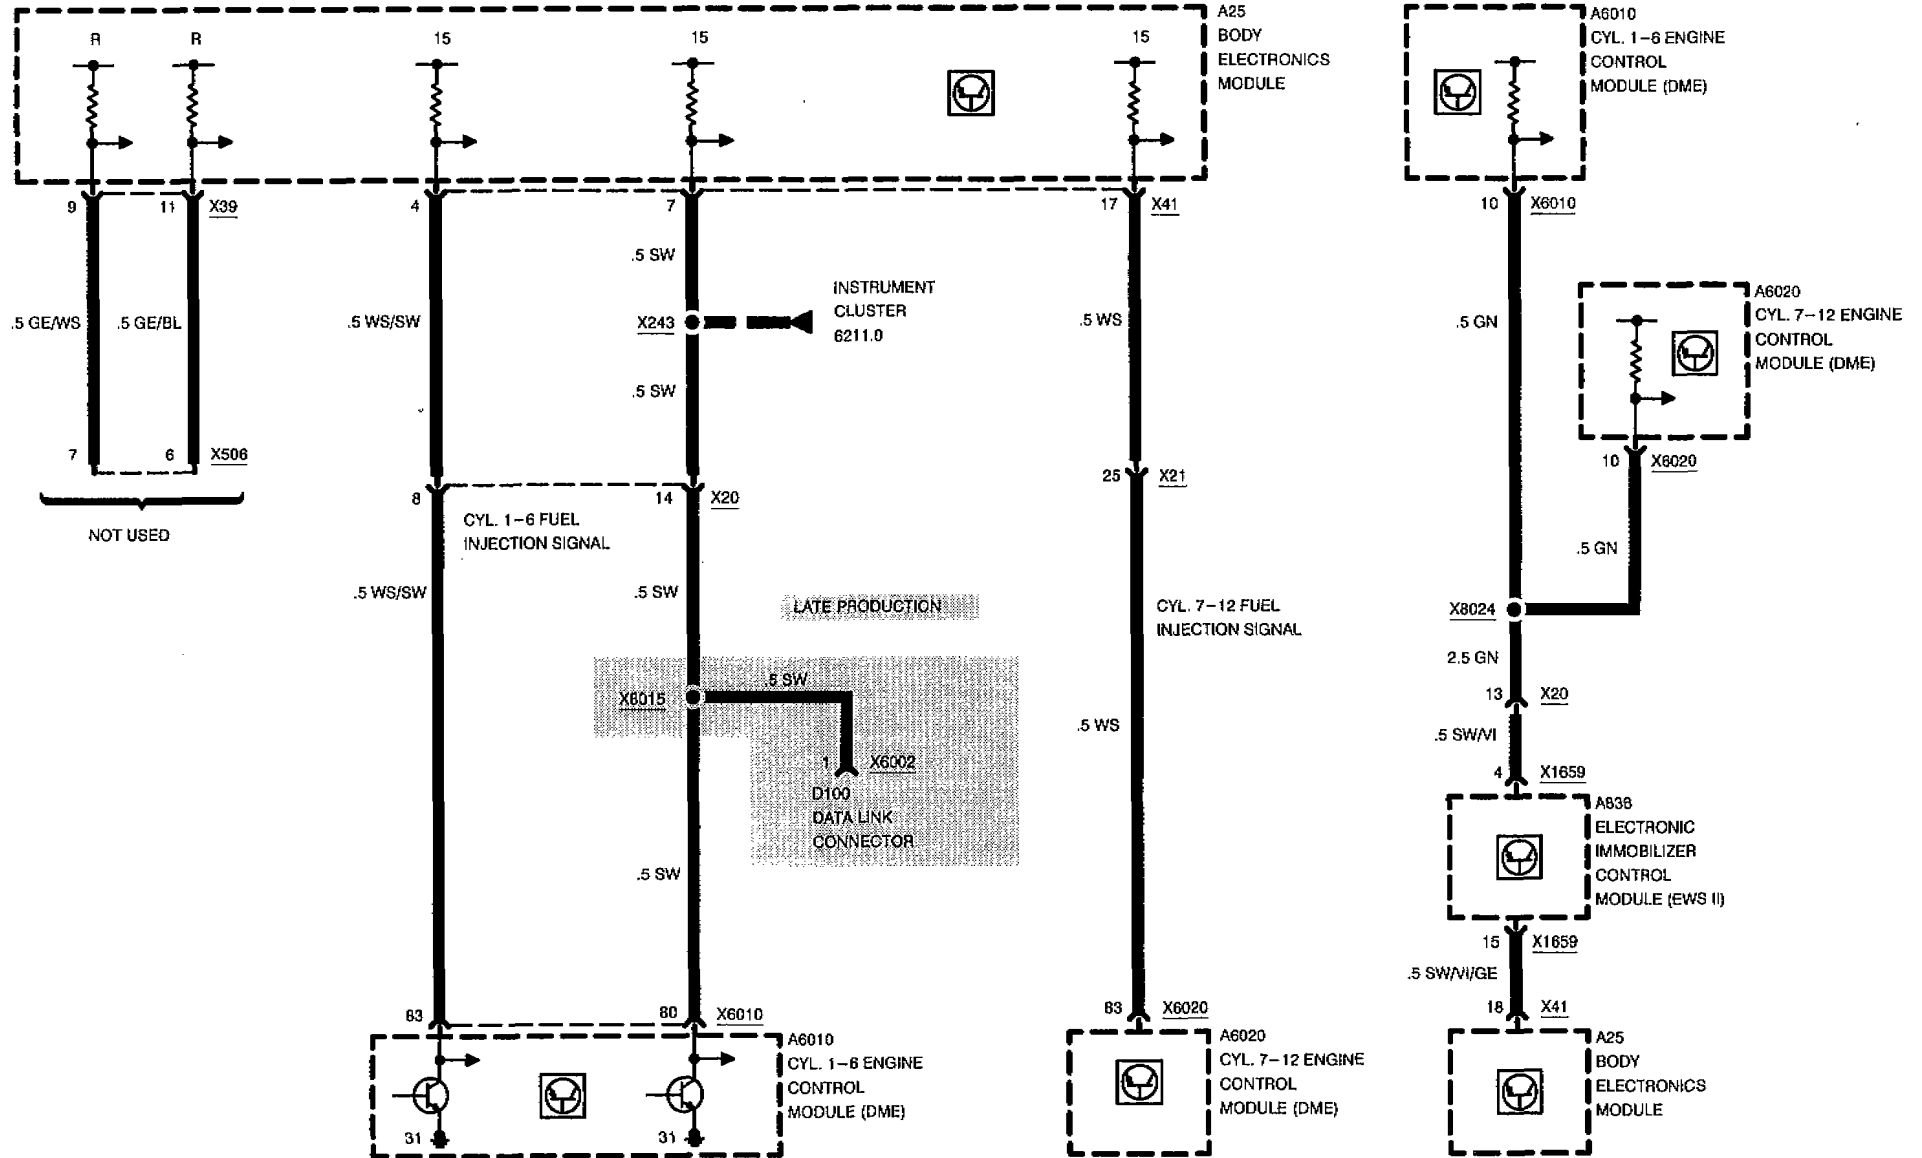 A25
BODY
ELECTRONICS
MODULE
R
R
15
15
15
9
11
X39
4
7
17
X41
.5 GE/WS
.5 GE/BL
7
6
X506
NOT USED
.5 WS/SW
.5 SW
X243
INSTRUMENT
CLUSTER
6211.0
.5 SW
8
14
X20
CYL. 1-6 FUEL
INJECTION SIGNAL
.5 WS/SW
.5 SW
LATE PRODUCTION
X6015
.5 SW
1
X6002
D100
DATA LINK
CONNECTOR
.5 SW
83
80
X6010
A6010
CYL. 1-6 ENGINE
CONTROL
MODULE (DME)
31
31
.5 WS
25
X21
CYL. 7-12 FUEL
INJECTION SIGNAL
.5 WS
83
X6020
A6020
CYL. 7-12 ENGINE
CONTROL
MODULE (DME)
A6010
CYL. 1-6 ENGINE
CONTROL
MODULE (DME)
10
X6010
.5 GN
A6020
CYL. 7-12 ENGINE
CONTROL
MODULE (DME)
10
X6020
.5 GN
X8024
2.5 GN
13
X20
.5 SW/VI
4
X1659
A836
ELECTRONIC
IMMOBILIZER
CONTROL
MODULE (EWS II)
15
X1659
.5 SW/VI/GE
18
X41
A25
BODY
ELECTRONICS
MODULE